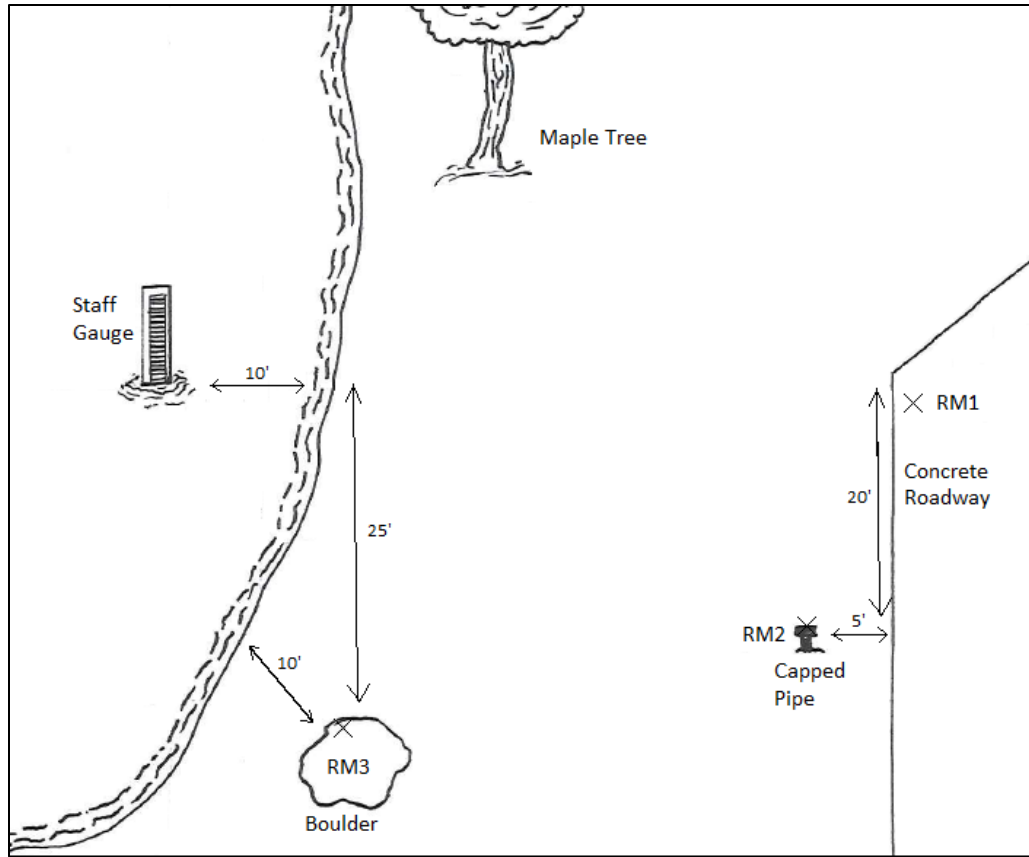 Maple Tree
Staff
Gauge
10'
RM1
Concrete
Roadway
20'
25'
RM2
5'
Capped
Pipe
10'
RM3
Boulder